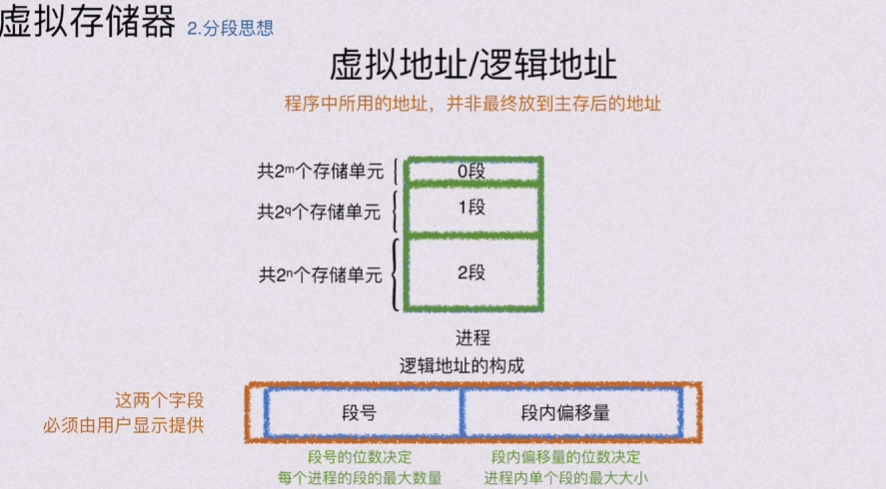 虚拟存储器 2.分段思想
虚拟地址/逻辑地址
程序中所用的地址，并非最终放到主存后的地址
共2ᵐ个存储单元 0段
共2^q个存储单元 1段
共2ⁿ个存储单元 2段
进程
逻辑地址的构成
这两个字段
必须由用户显示提供
段号 段内偏移量
段号的位数决定
每个进程的段的最大数量
段内偏移量的位数决定
进程内单个段的最大大小